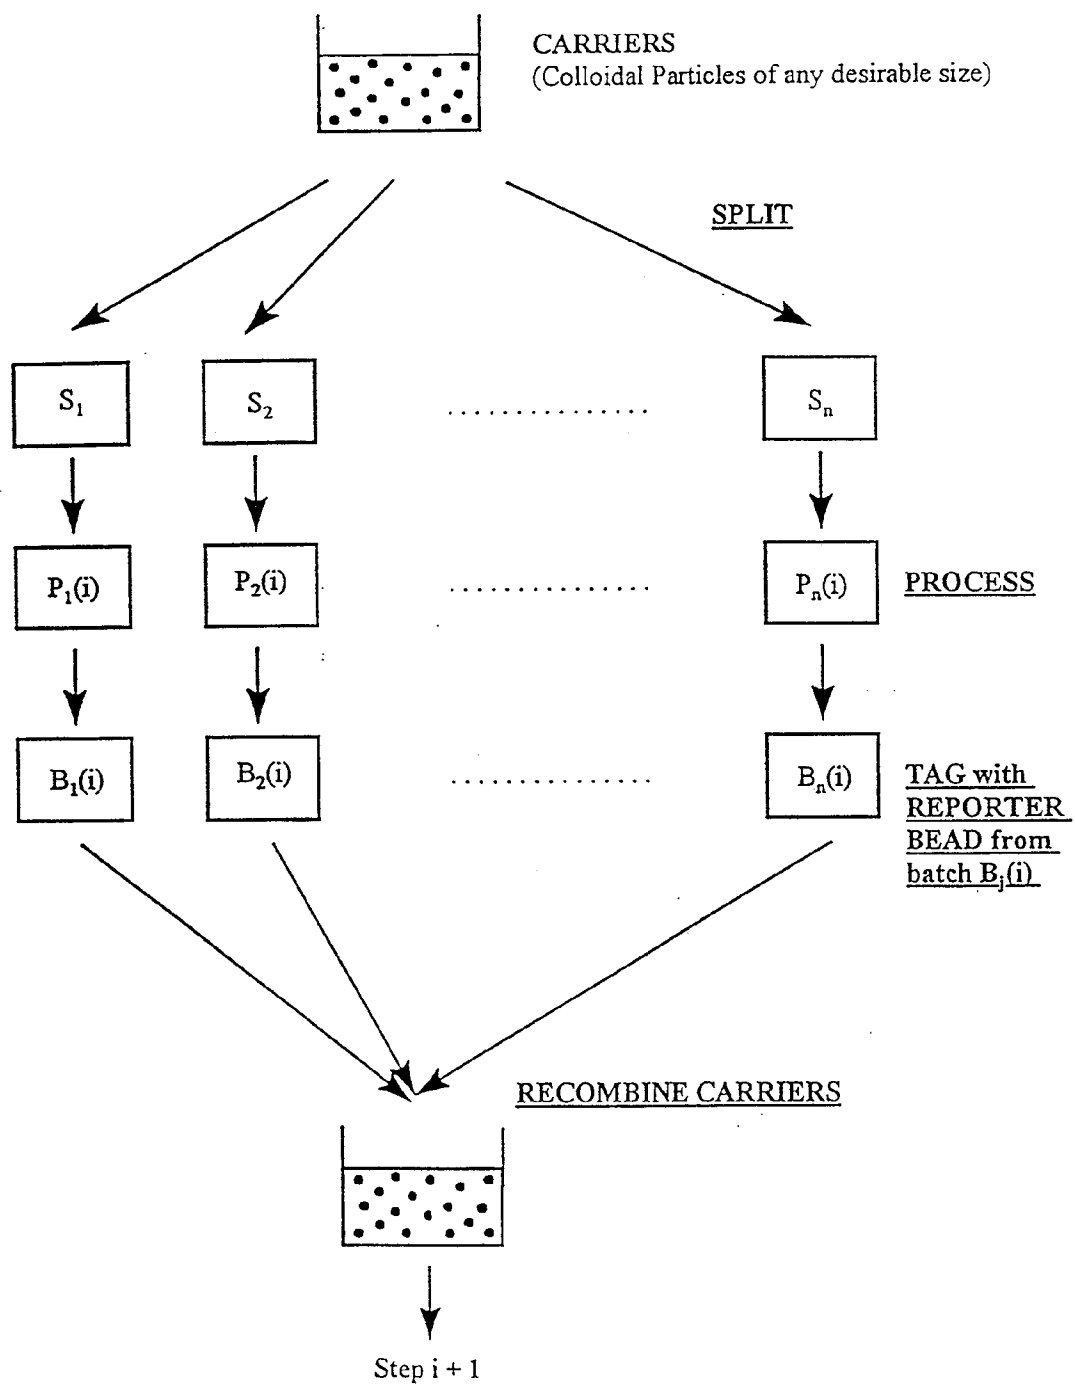 CARRIERS
(Colloidal Particles of any desirable size)
SPLIT
S₁ S₂ .............. Sₙ
P₁(i) P₂(i) .............. Pₙ(i) PROCESS
B₁(i) B₂(i) .............. Bₙ(i) TAG with
REPORTER
BEAD from
batch Bⱼ(i)
RECOMBINE CARRIERS
Step i + 1